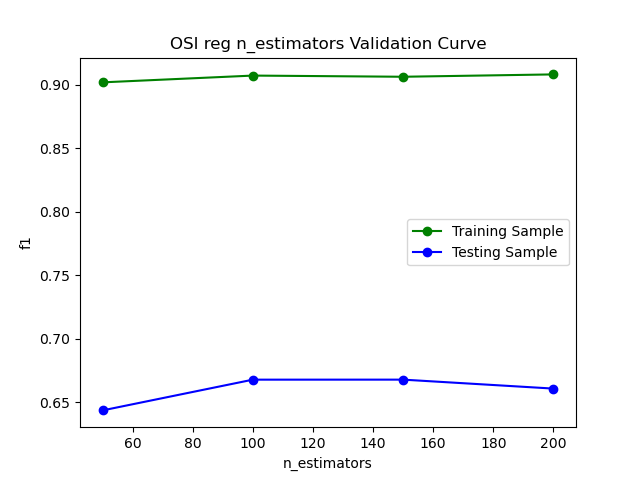 OSI reg n_estimators Validation Curve
0.90
0.85
0.80
0.75
0.70
0.65
f1
Training Sample
Testing Sample
60 80 100 120 140 160 180 200
n_estimators